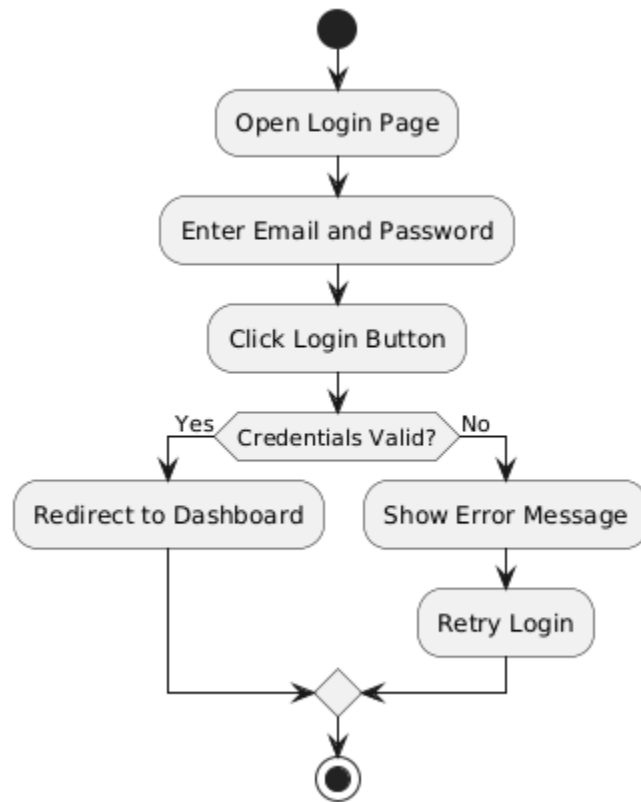 Open Login Page
Enter Email and Password
Click Login Button
Yes
Credentials Valid?
No
Redirect to Dashboard
Show Error Message
Retry Login